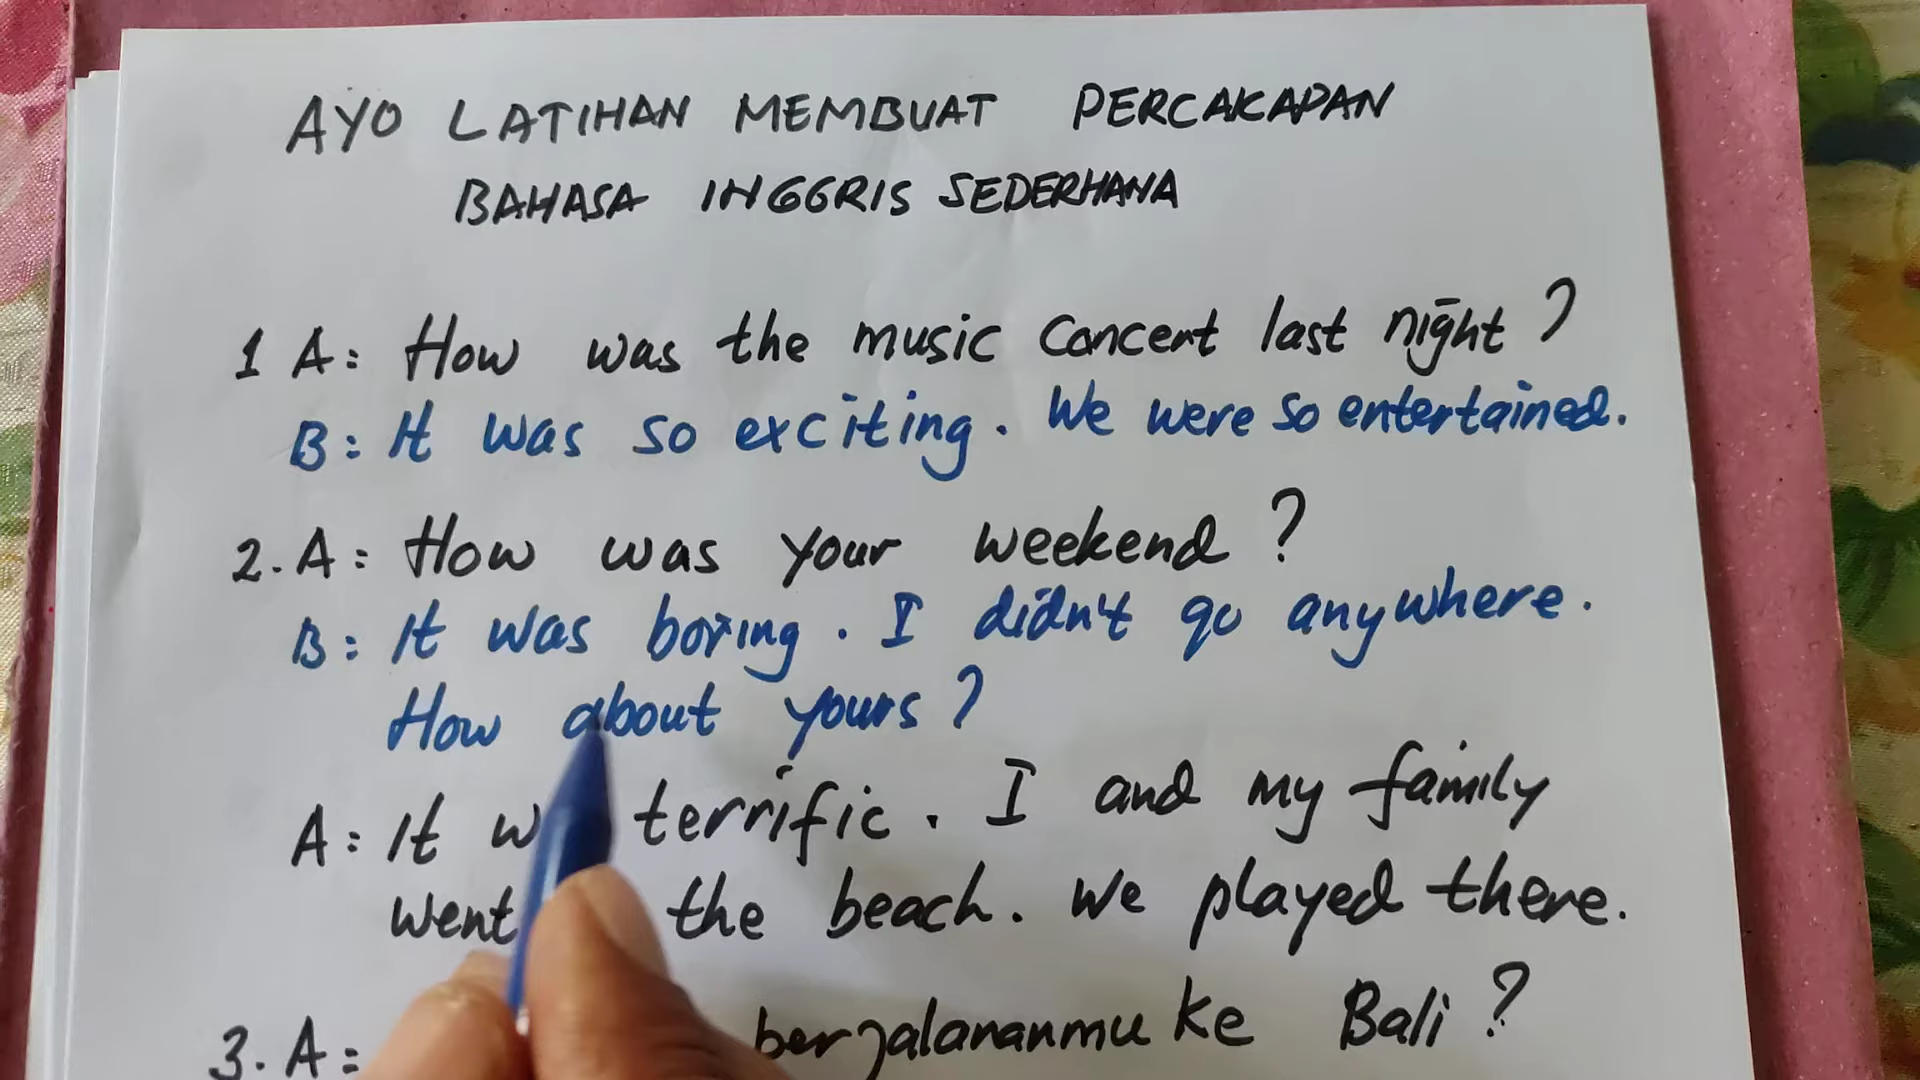 AYO LATIHAN MEMBUAT PERCAKAPAN
BAHASA INGGRIS SEDERHANA
1 A: How was the music concert last night?
B: It was so exciting. We were so entertained.
2. A: How was your weekend?
B: It was boring. I didn't go anywhere.
How about yours?
A: It terrific. I and my family
went the beach. We played there.
3. A: ke Bali?